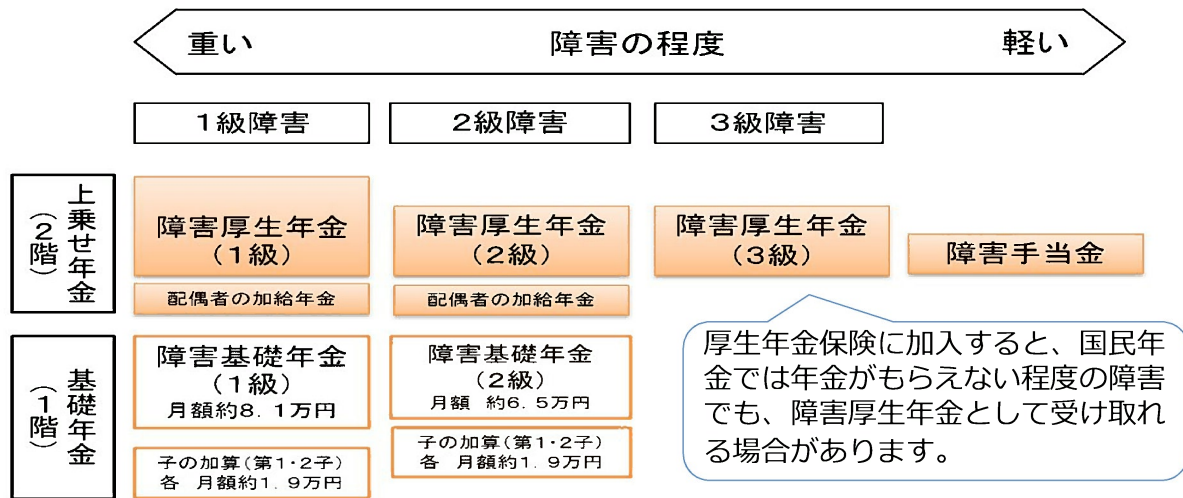 重い 障害の程度 軽い
1級障害 2級障害 3級障害
上乗せ年金
(2階)
障害厚生年金
(1級)
配偶者の加給年金
障害厚生年金
(2級)
配偶者の加給年金
障害厚生年金
(3級)
障害手当金
基礎年金
(1階)
障害基礎年金
(1級)
月額約8.1万円
子の加算(第1・2子)
各 月額約1.9万円
障害基礎年金
(2級)
月額 約6.5万円
子の加算(第1・2子)
各 月額約1.9万円
厚生年金保険に加入すると、国民年
金では年金がもらえない程度の障害
でも、障害厚生年金として受け取れ
る場合があります。